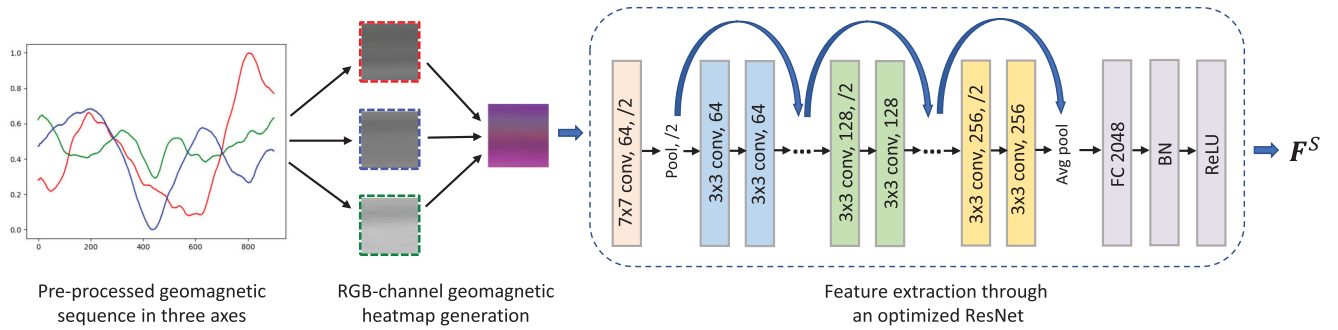 1.0
0.8
0.6
0.4
0.2
0.0
0 200 400 600 800
Pre-processed geomagnetic
sequence in three axes
RGB-channel geomagnetic
heatmap generation
7x7 conv, 64, /2
Pool, /2
3x3 conv, 64
3x3 conv, 64
......
3x3 conv, 128, /2
3x3 conv, 128
......
3x3 conv, 256, /2
3x3 conv, 256
Avg pool
FC 2048
BN
ReLU
F^S
Feature extraction through
an optimized ResNet